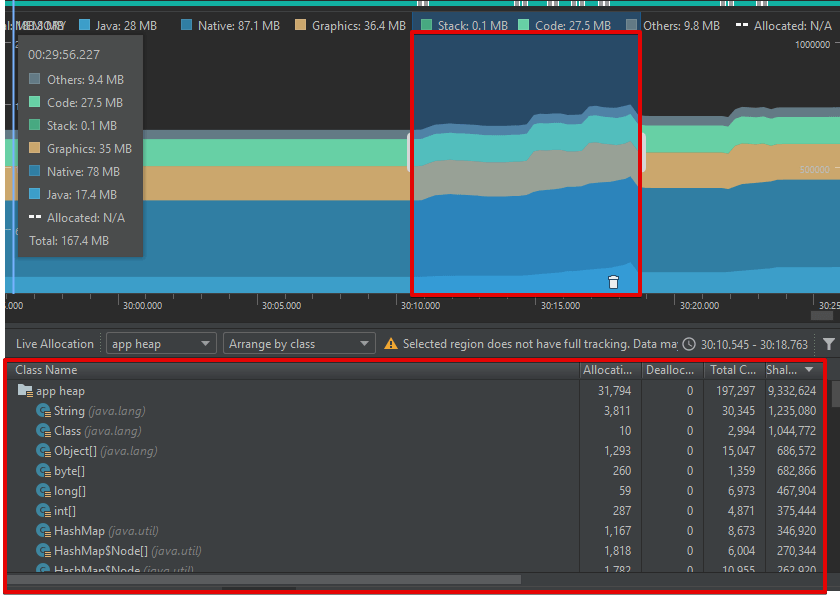 MEMORY Java: 28 MB Native: 87.1 MB Graphics: 36.4 MB Stack: 0.1 MB Code: 27.5 MB Others: 9.8 MB Allocated: N/A
1000000
00:29:56.227
Others: 9.4 MB
Code: 27.5 MB
Stack: 0.1 MB
Graphics: 35 MB
Native: 78 MB
Java: 17.4 MB
Allocated: N/A
Total: 167.4 MB
500000
30:00.000 30:05.000 30:10.000 30:15.000 30:20.000 30:25
Live Allocation app heap Arrange by class Selected region does not have full tracking. Data ma 30:10.545 - 30:18.763
Class Name Allocati... Dealloc... Total C... Shal...
app heap 31,794 0 197,297 9,332,624
String (java.lang) 3,811 0 30,345 1,235,080
Class (java.lang) 10 0 2,994 1,044,772
Object[] (java.lang) 1,293 0 15,047 686,572
byte[] 260 0 1,359 682,866
long[] 59 0 6,973 467,904
int[] 287 0 4,871 375,444
HashMap (java.util) 1,167 0 8,673 346,920
HashMap$Node[] (java.util) 1,818 0 6,004 270,344
HashMap$Node (java.util) 1,782 0 10,955 262,920